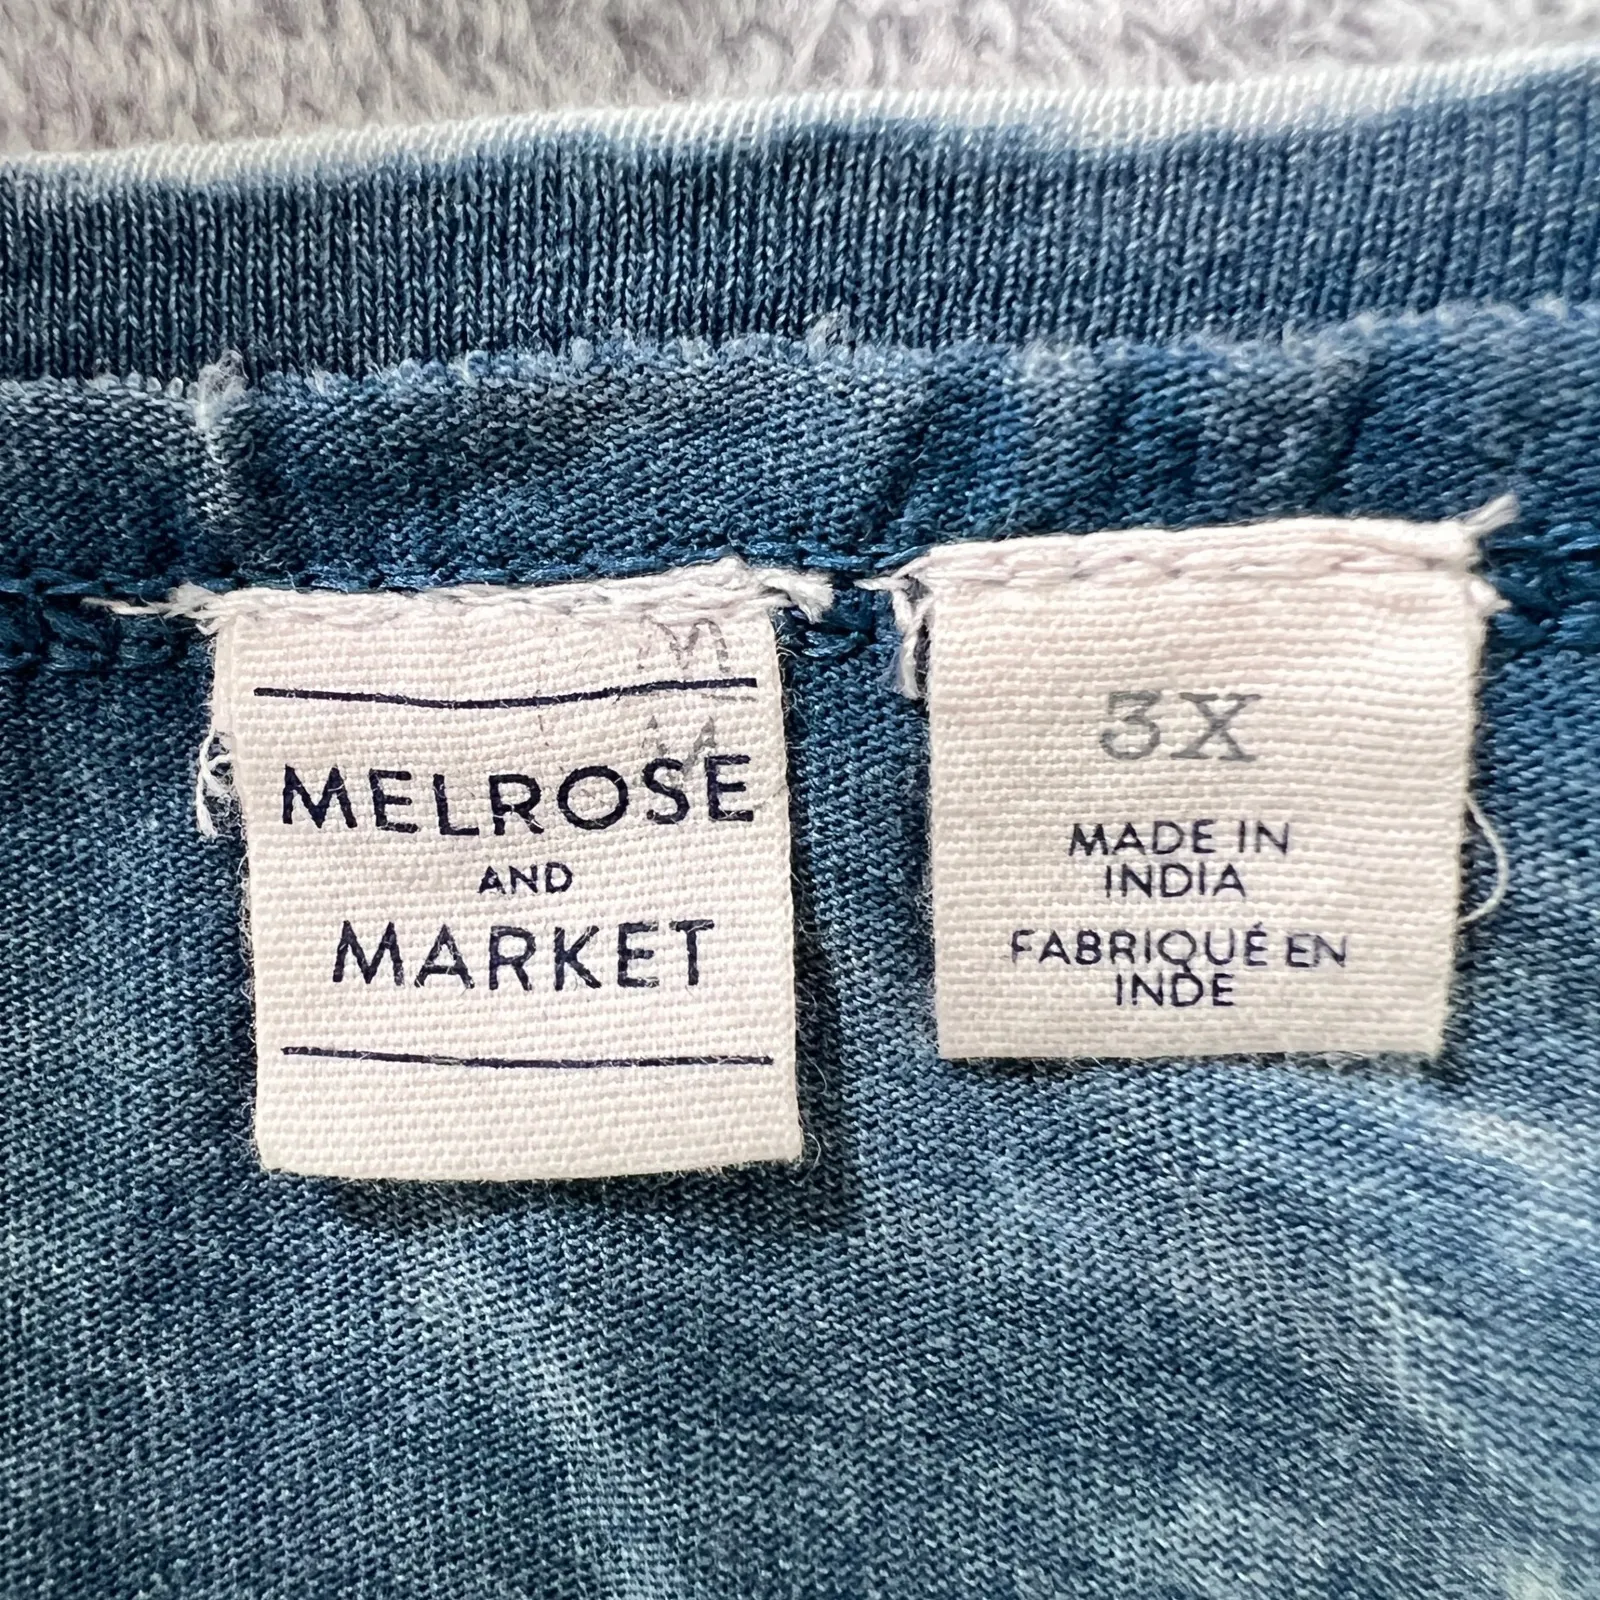 MELROSE
AND
MARKET
3X
MADE IN
INDIA
FABRIQUÉ EN
INDE